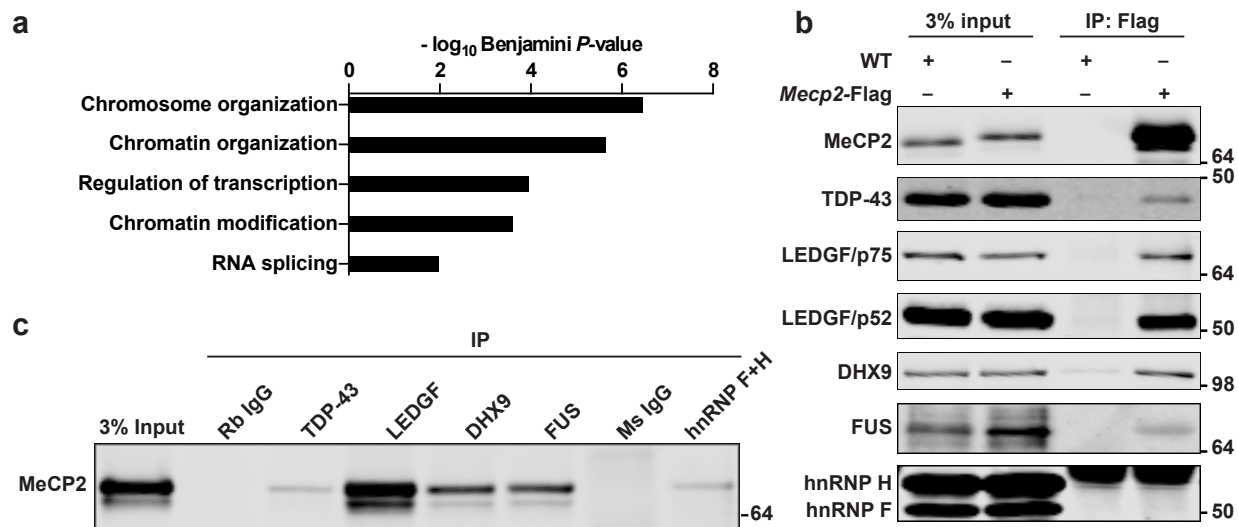 a
- log10 Benjamini P-value
0 2 4 6 8
Chromosome organization
Chromatin organization
Regulation of transcription
Chromatin modification
RNA splicing
b
3% input IP: Flag
WT + – + –
Mecp2-Flag – + – +
MeCP2
64
50
TDP-43
LEDGF/p75
64
LEDGF/p52
50
DHX9
98
FUS
64
hnRNP H
hnRNP F
50
c
IP
3% Input Rb IgG TDP-43 LEDGF DHX9 FUS Ms IgG hnRNP F+H
MeCP2
64